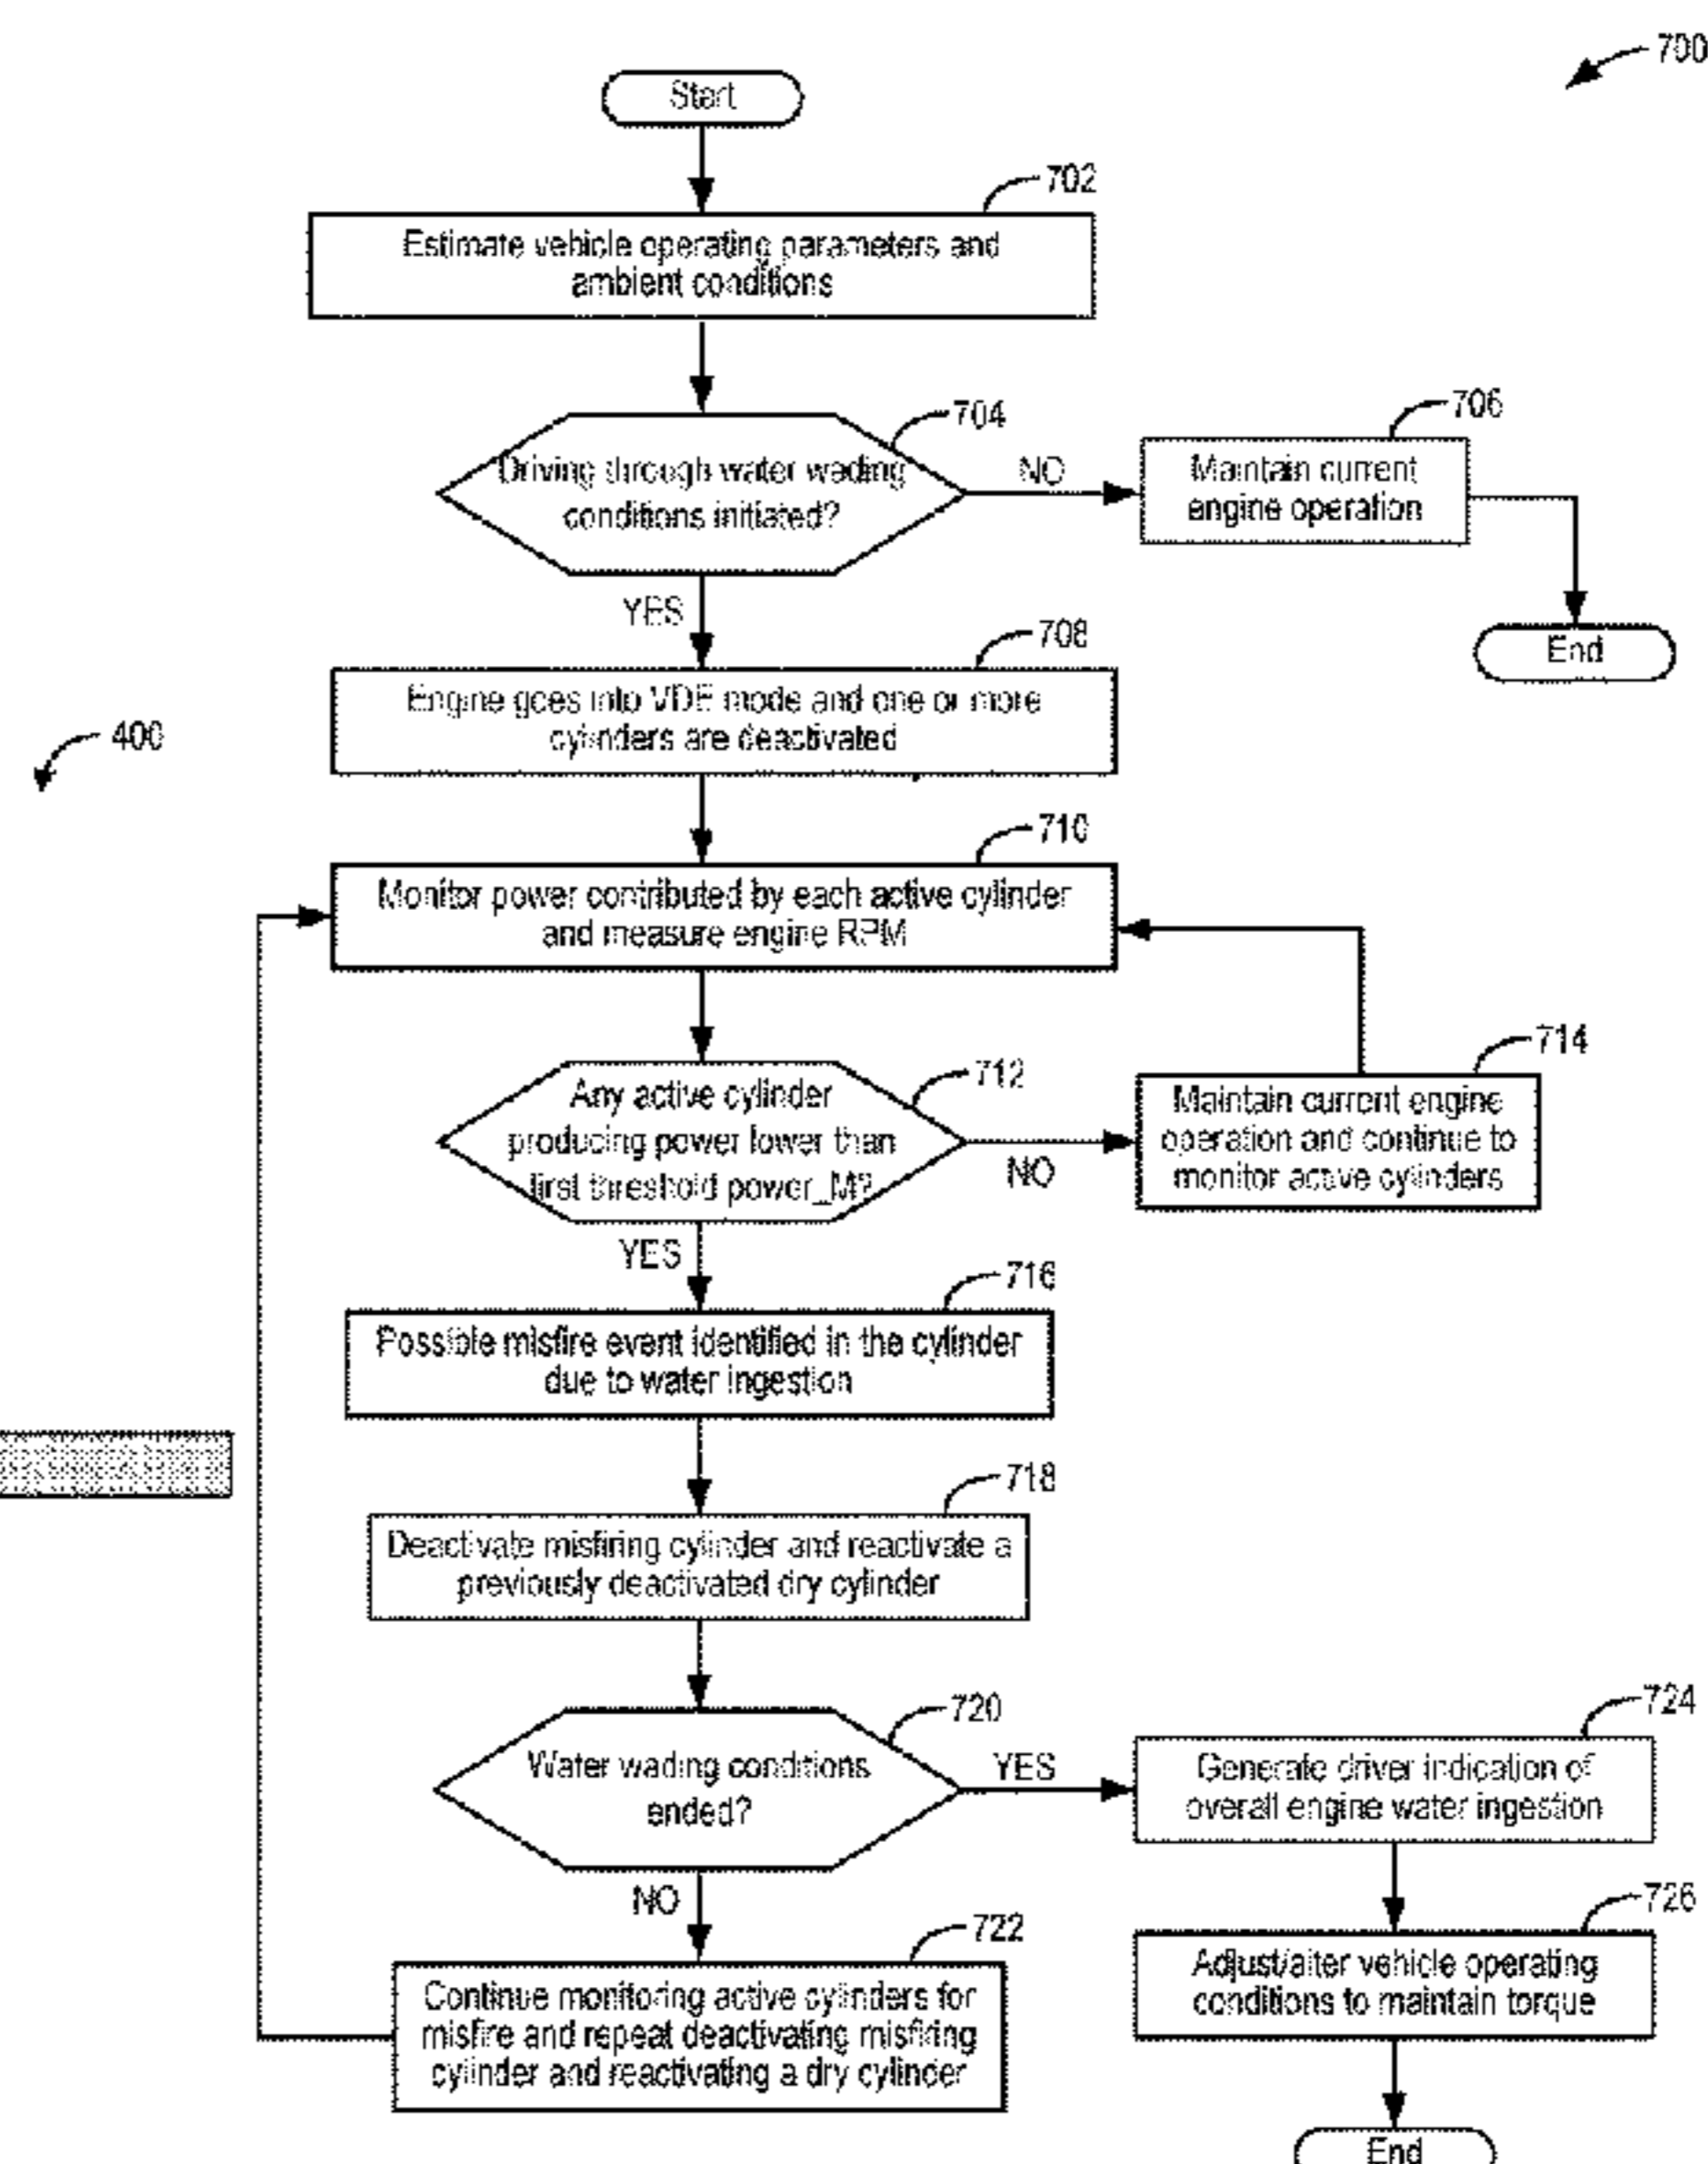 700
Start
702
Estimate vehicle operating parameters and
ambient conditions
704
Driving through water wading
conditions initiated?
NO
706
Maintain current
engine operation
End
YES
708
Engine goes into VDE mode and one or more
cylinders are deactivated
400
710
Monitor power contributed by each active cylinder
and measure engine RPM
712
Any active cylinder
producing power lower than
first threshold power_M?
NO
714
Maintain current engine
operation and continue to
monitor active cylinders
YES
716
Possible misfire event identified in the cylinder
due to water ingestion
718
Deactivate misfiring cylinder and reactivate a
previously deactivated dry cylinder
720
Water wading conditions
ended?
YES
724
Generate driver indication of
overall engine water ingestion
NO
722
Continue monitoring active cylinders for
misfire and repeat deactivating misfiring
cylinder and reactivating a dry cylinder
726
Adjust/alter vehicle operating
conditions to maintain torque
End